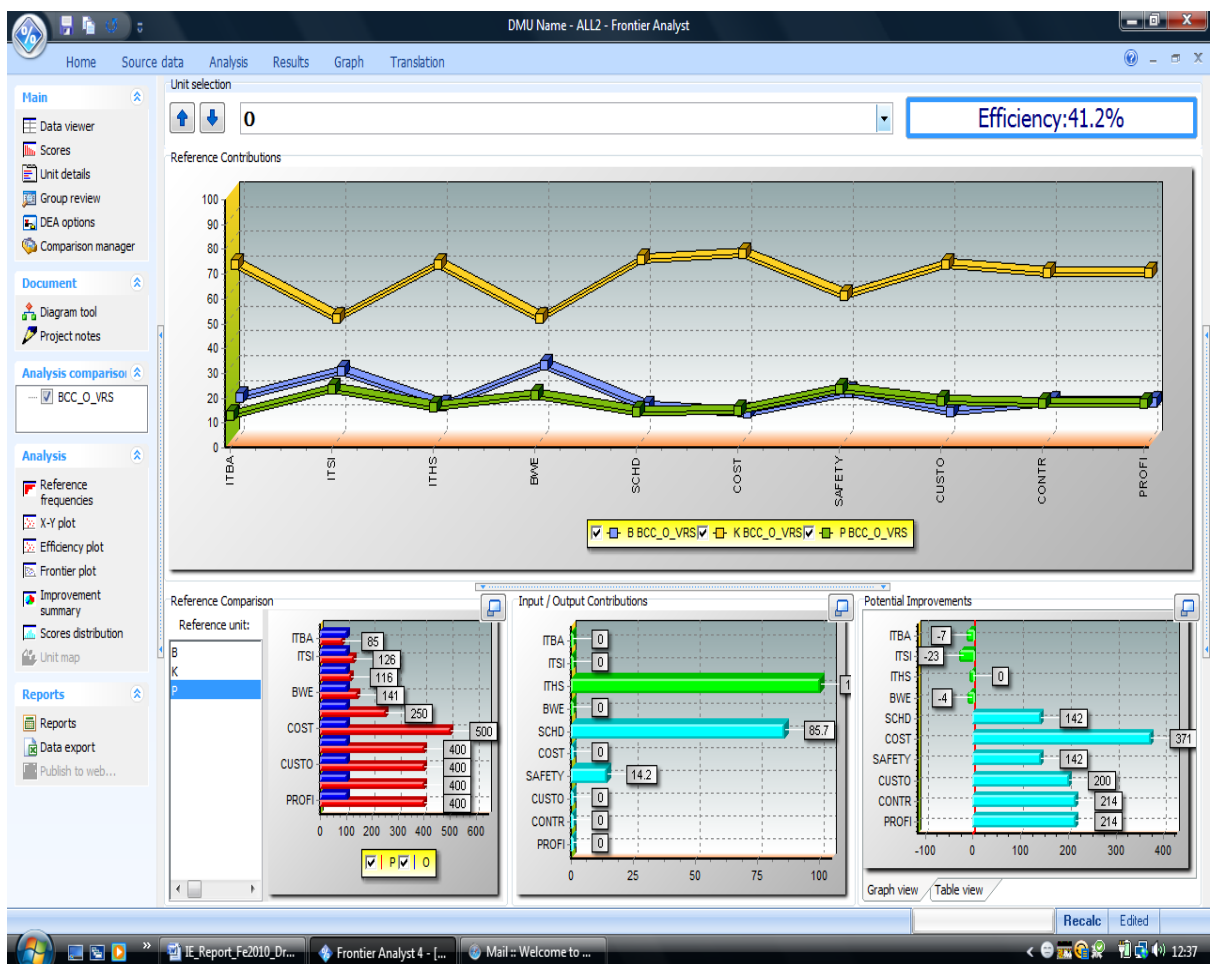 DMU Name - ALL2 - Frontier Analyst
Home Source data Analysis Results Graph Translation
Main
Data viewer
Scores
Unit details
Group review
DEA options
Comparison manager
Document
Diagram tool
Project notes
Analysis compariso
BCC_O_VRS
Analysis
Reference
frequencies
X-Y plot
Efficiency plot
Frontier plot
Improvement
summary
Scores distribution
Unit map
Reports
Reports
Data export
Publish to web...
Unit selection
O
Efficiency:41.2%
Reference Contributions
100
90
80
70
60
50
40
30
20
10
0
ITBA ITSI ITHS BWE SCHD COST SAFETY CUSTO CONTR PROFI
B BCC_O_VRS K BCC_O_VRS P BCC_O_VRS
Reference Comparison
Reference unit:
B
K
P
ITBA 85
ITSI 126
116
BWE 141
250
COST 500
400
CUSTO 400
400
PROFI 400
0 100 200 300 400 500 600
P O
Input / Output Contributions
ITBA 0
ITSI 0
ITHS 1
BWE 0
SCHD 85.7
COST 0
SAFETY 14.2
CUSTO 0
CONTR 0
PROFI 0
0 25 50 75 100
Potential Improvements
ITBA -7
ITSI -23
ITHS 0
BWE -4
SCHD 142
COST 371
SAFETY 142
CUSTO 200
CONTR 214
PROFI 214
-100 0 100 200 300 400
Graph view Table view
Recalc Edited
IE_Report_Fe2010_Dr... Frontier Analyst 4 - [... Mail :: Welcome to ... 12:37